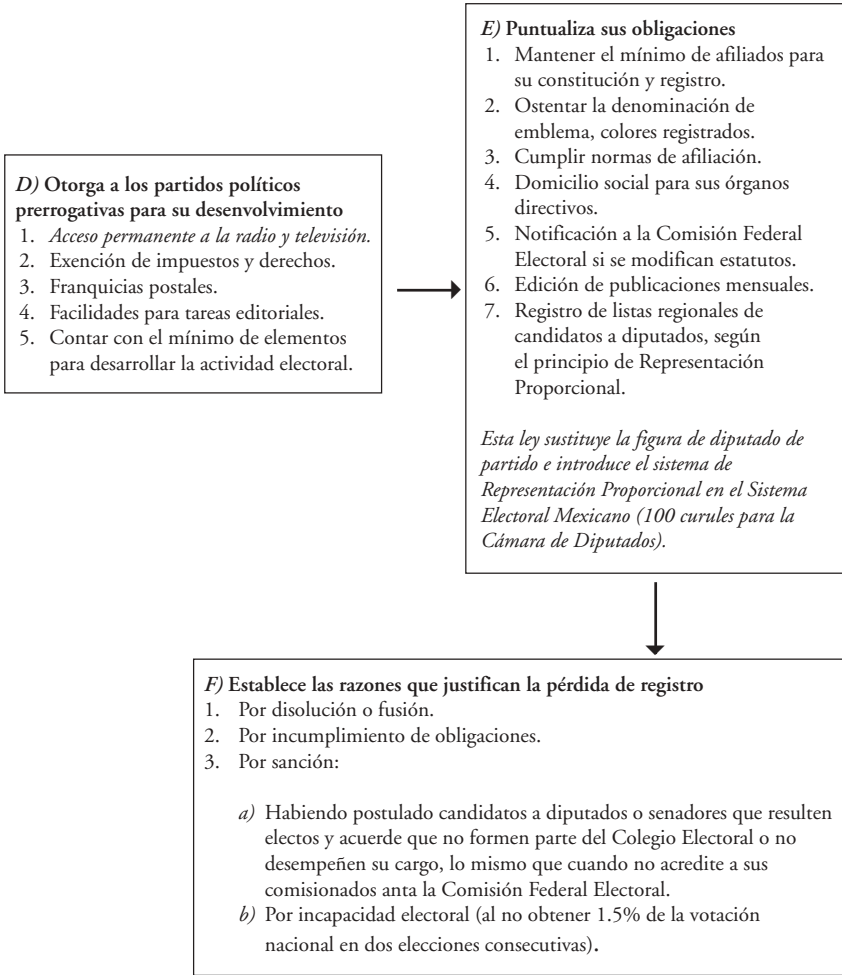 D) Otorga a los partidos políticos
prerrogativas para su desenvolvimiento
1. Acceso permanente a la radio y televisión.
2. Exención de impuestos y derechos.
3. Franquicias postales.
4. Facilidades para tareas editoriales.
5. Contar con el mínimo de elementos
para desarrollar la actividad electoral.
E) Puntualiza sus obligaciones
1. Mantener el mínimo de afiliados para
su constitución y registro.
2. Ostentar la denominación de
emblema, colores registrados.
3. Cumplir normas de afiliación.
4. Domicilio social para sus órganos
directivos.
5. Notificación a la Comisión Federal
Electoral si se modifican estatutos.
6. Edición de publicaciones mensuales.
7. Registro de listas regionales de
candidatos a diputados, según
el principio de Representación
Proporcional.
Esta ley sustituye la figura de diputado de
partido e introduce el sistema de
Representación Proporcional en el Sistema
Electoral Mexicano (100 curules para la
Cámara de Diputados).
F) Establece las razones que justifican la pérdida de registro
1. Por disolución o fusión.
2. Por incumplimiento de obligaciones.
3. Por sanción:
a) Habiendo postulado candidatos a diputados o senadores que resulten
electos y acuerde que no formen parte del Colegio Electoral o no
desempeñen su cargo, lo mismo que cuando no acredite a sus
comisionados anta la Comisión Federal Electoral.
b) Por incapacidad electoral (al no obtener 1.5% de la votación
nacional en dos elecciones consecutivas).